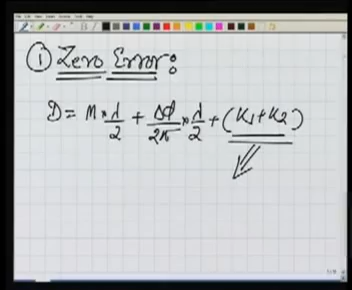 ① Zero Error:
D = M * λ/2 + Δφ/2π * λ/2 + (K1 + K2)